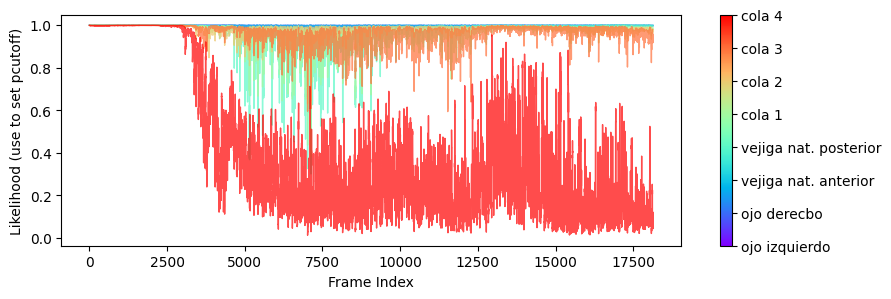 1.0
0.8
0.6
0.4
0.2
0.0
Likelihood (use to set pcutoff)
0
2500
5000
7500
10000
12500
15000
17500
Frame Index
cola 4
cola 3
cola 2
cola 1
vejiga nat. posterior
vejiga nat. anterior
ojo derecbo
ojo izquierdo